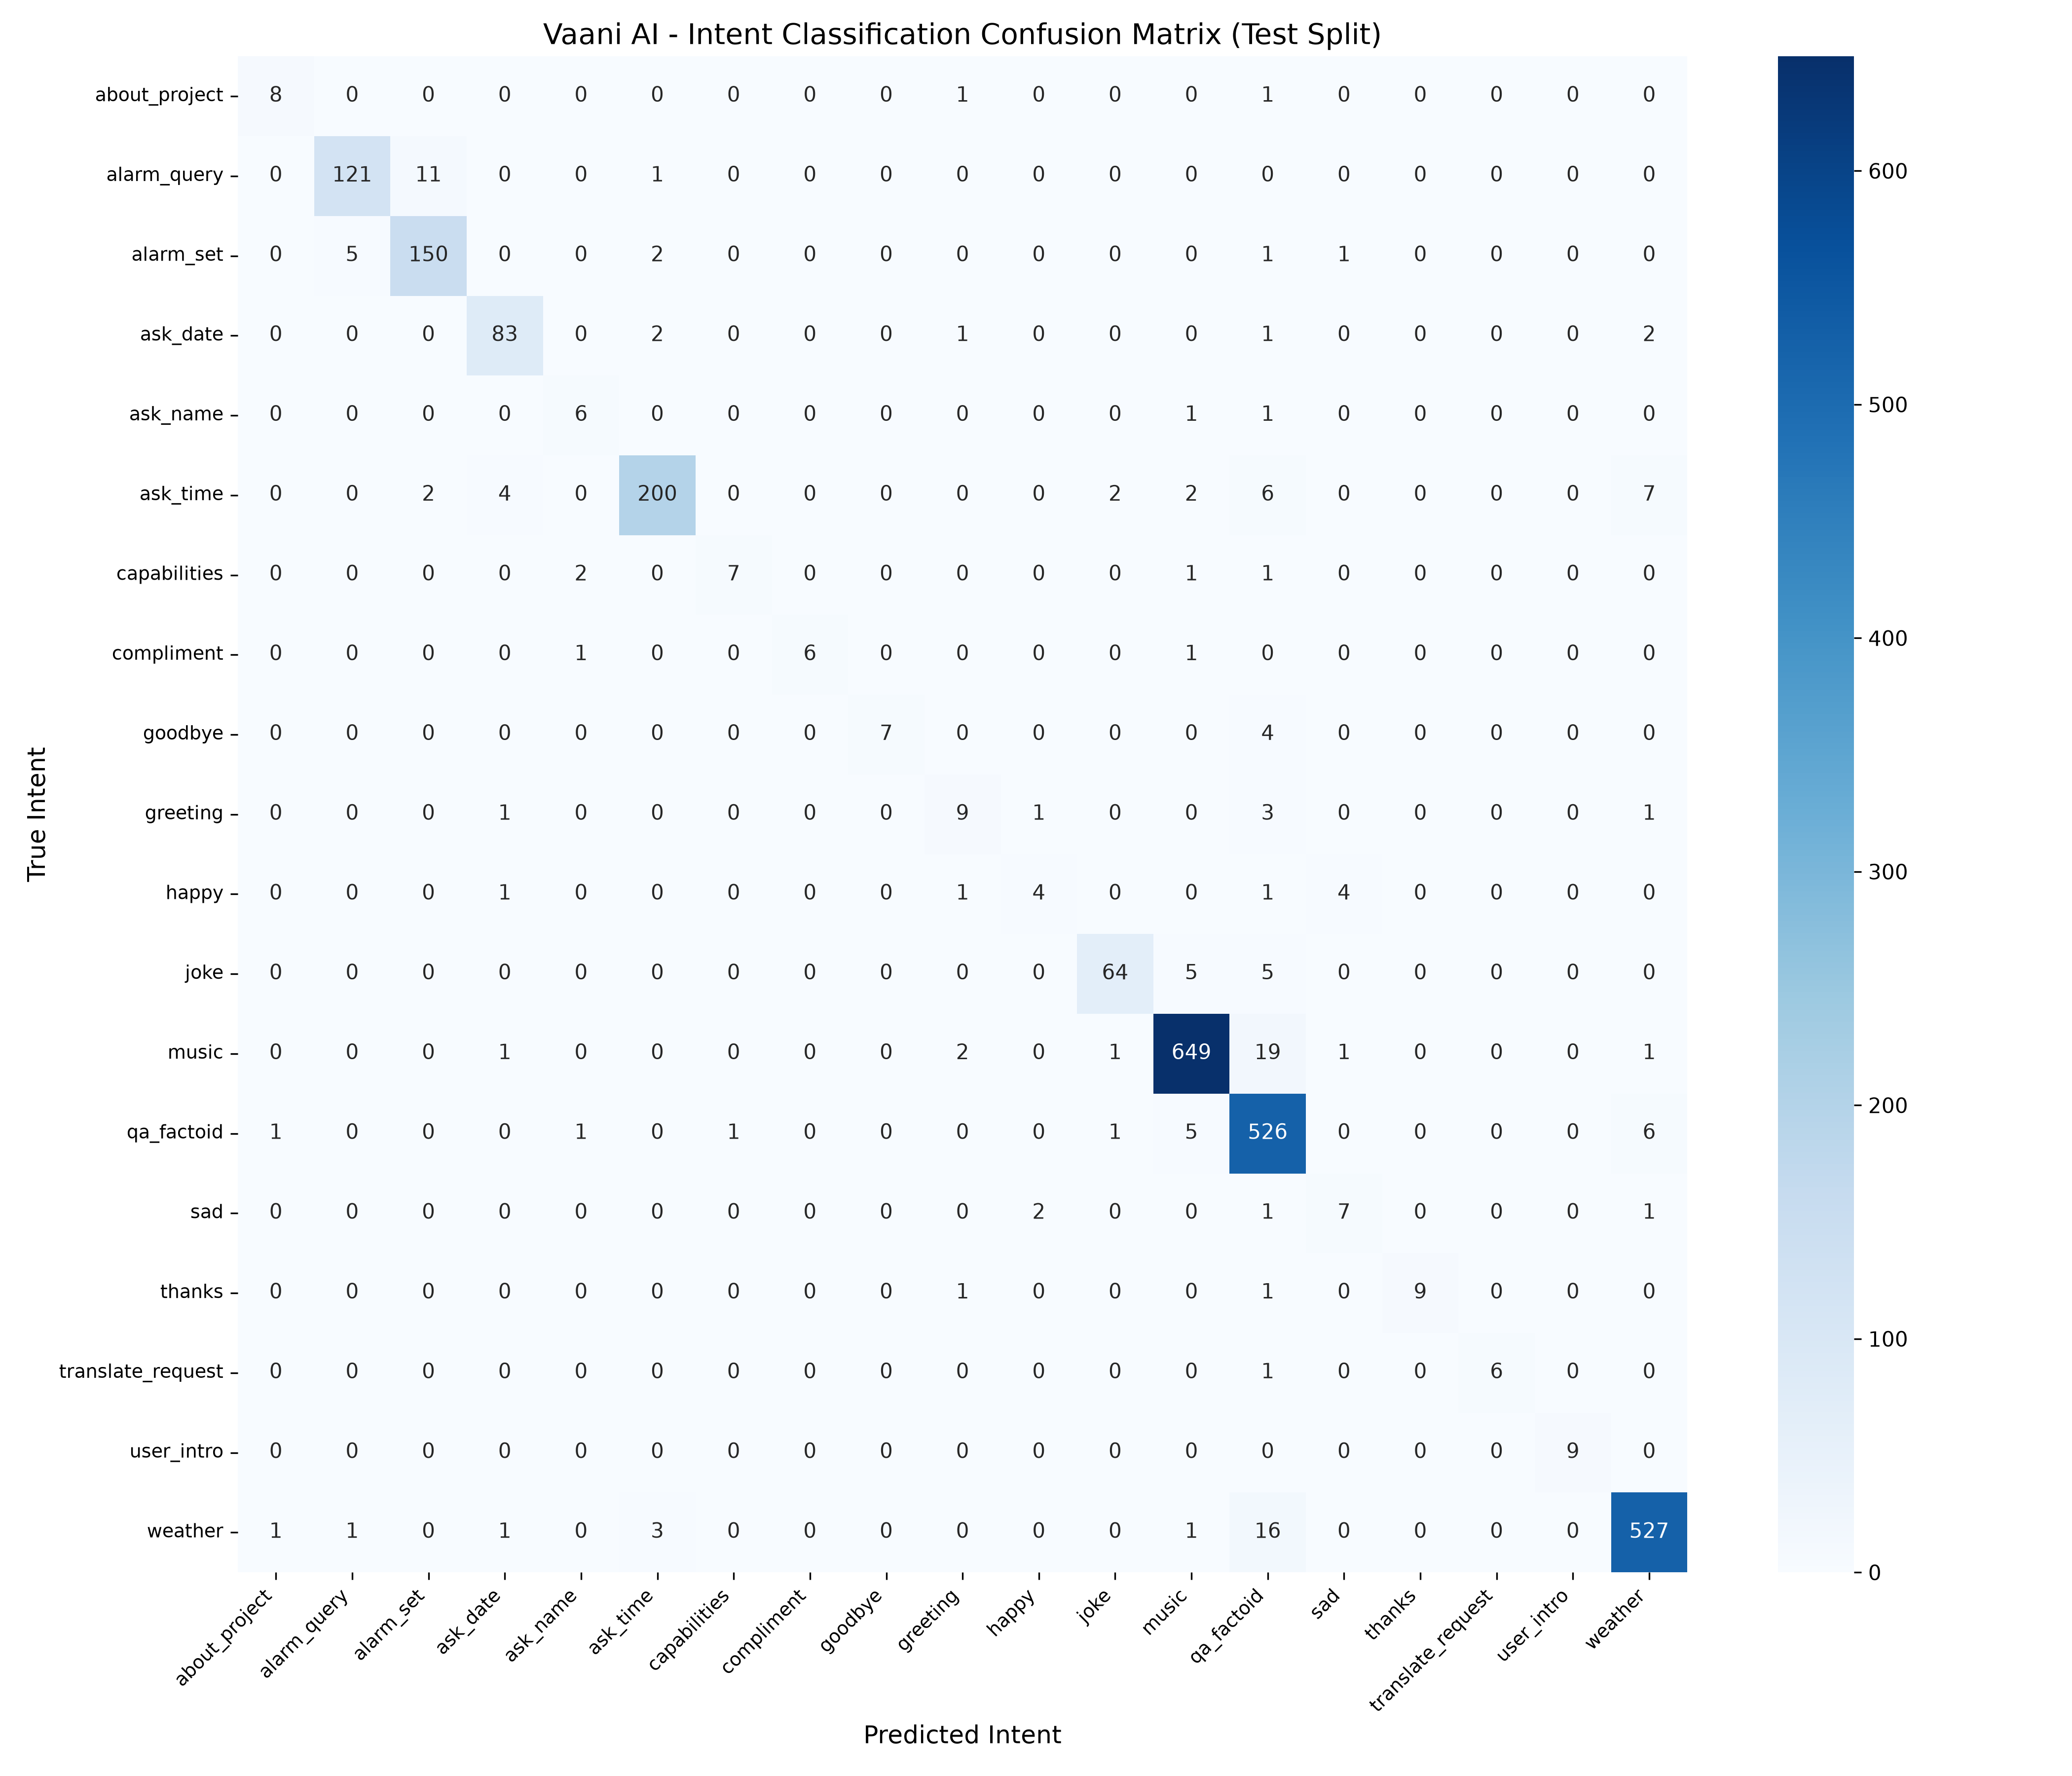 Vaani AI - Intent Classification Confusion Matrix (Test Split)
about_project 8 0 0 0 0 0 0 0 0 1 0 0 0 1 0 0 0 0 0
alarm_query 0 121 11 0 0 1 0 0 0 0 0 0 0 0 0 0 0 0 0
600
alarm_set 0 5 150 0 0 2 0 0 0 0 0 0 0 1 1 0 0 0 0
ask_date 0 0 0 83 0 2 0 0 0 1 0 0 0 1 0 0 0 0 2
500
ask_name 0 0 0 0 6 0 0 0 0 0 0 0 1 1 0 0 0 0 0
ask_time 0 0 2 4 0 200 0 0 0 0 0 2 2 6 0 0 0 0 7
capabilities 0 0 0 0 2 0 7 0 0 0 0 0 1 1 0 0 0 0 0
400
compliment 0 0 0 0 1 0 0 6 0 0 0 0 1 0 0 0 0 0 0
goodbye 0 0 0 0 0 0 0 0 7 0 0 0 0 4 0 0 0 0 0
True Intent
greeting 0 0 0 1 0 0 0 0 0 9 1 0 0 3 0 0 0 0 1
300
happy 0 0 0 1 0 0 0 0 0 1 4 0 0 1 4 0 0 0 0
joke 0 0 0 0 0 0 0 0 0 0 0 64 5 5 0 0 0 0 0
music 0 0 0 1 0 0 0 0 0 2 0 1 649 19 1 0 0 0 1
200
qa_factoid 1 0 0 0 1 0 1 0 0 0 0 1 5 526 0 0 0 0 6
sad 0 0 0 0 0 0 0 0 0 0 2 0 0 1 7 0 0 0 1
thanks 0 0 0 0 0 0 0 0 0 1 0 0 0 1 0 9 0 0 0
100
translate_request 0 0 0 0 0 0 0 0 0 0 0 0 0 1 0 0 6 0 0
user_intro 0 0 0 0 0 0 0 0 0 0 0 0 0 0 0 0 0 9 0
weather 1 1 0 1 0 3 0 0 0 0 0 0 1 16 0 0 0 0 527
0
about_project alarm_query alarm_set ask_date ask_name ask_time capabilities compliment goodbye greeting happy joke music qa_factoid sad thanks translate_request user_intro weather
Predicted Intent